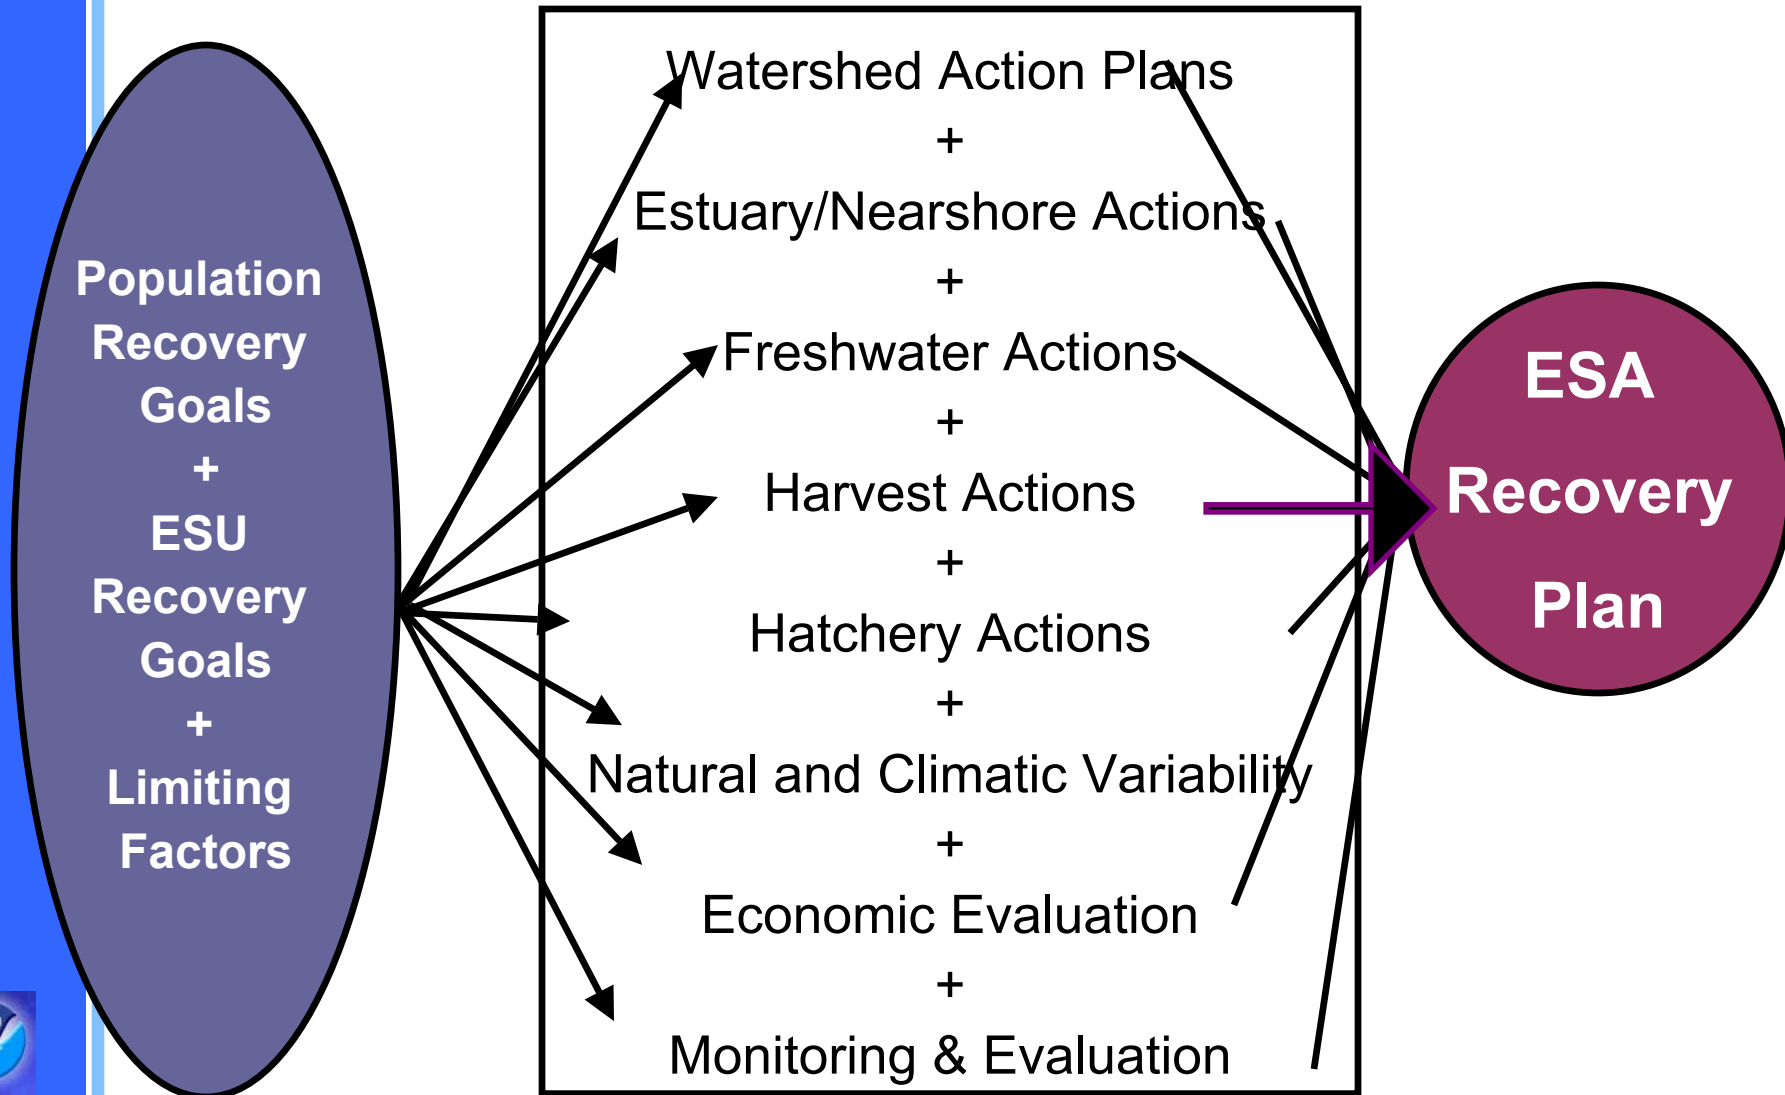 Population
Recovery
Goals
+
ESU
Recovery
Goals
+
Limiting
Factors
Watershed Action Plans
+
Estuary/Nearshore Actions
+
Freshwater Actions
+
Harvest Actions
+
Hatchery Actions
+
Natural and Climatic Variability
+
Economic Evaluation
+
Monitoring & Evaluation
ESA
Recovery
Plan